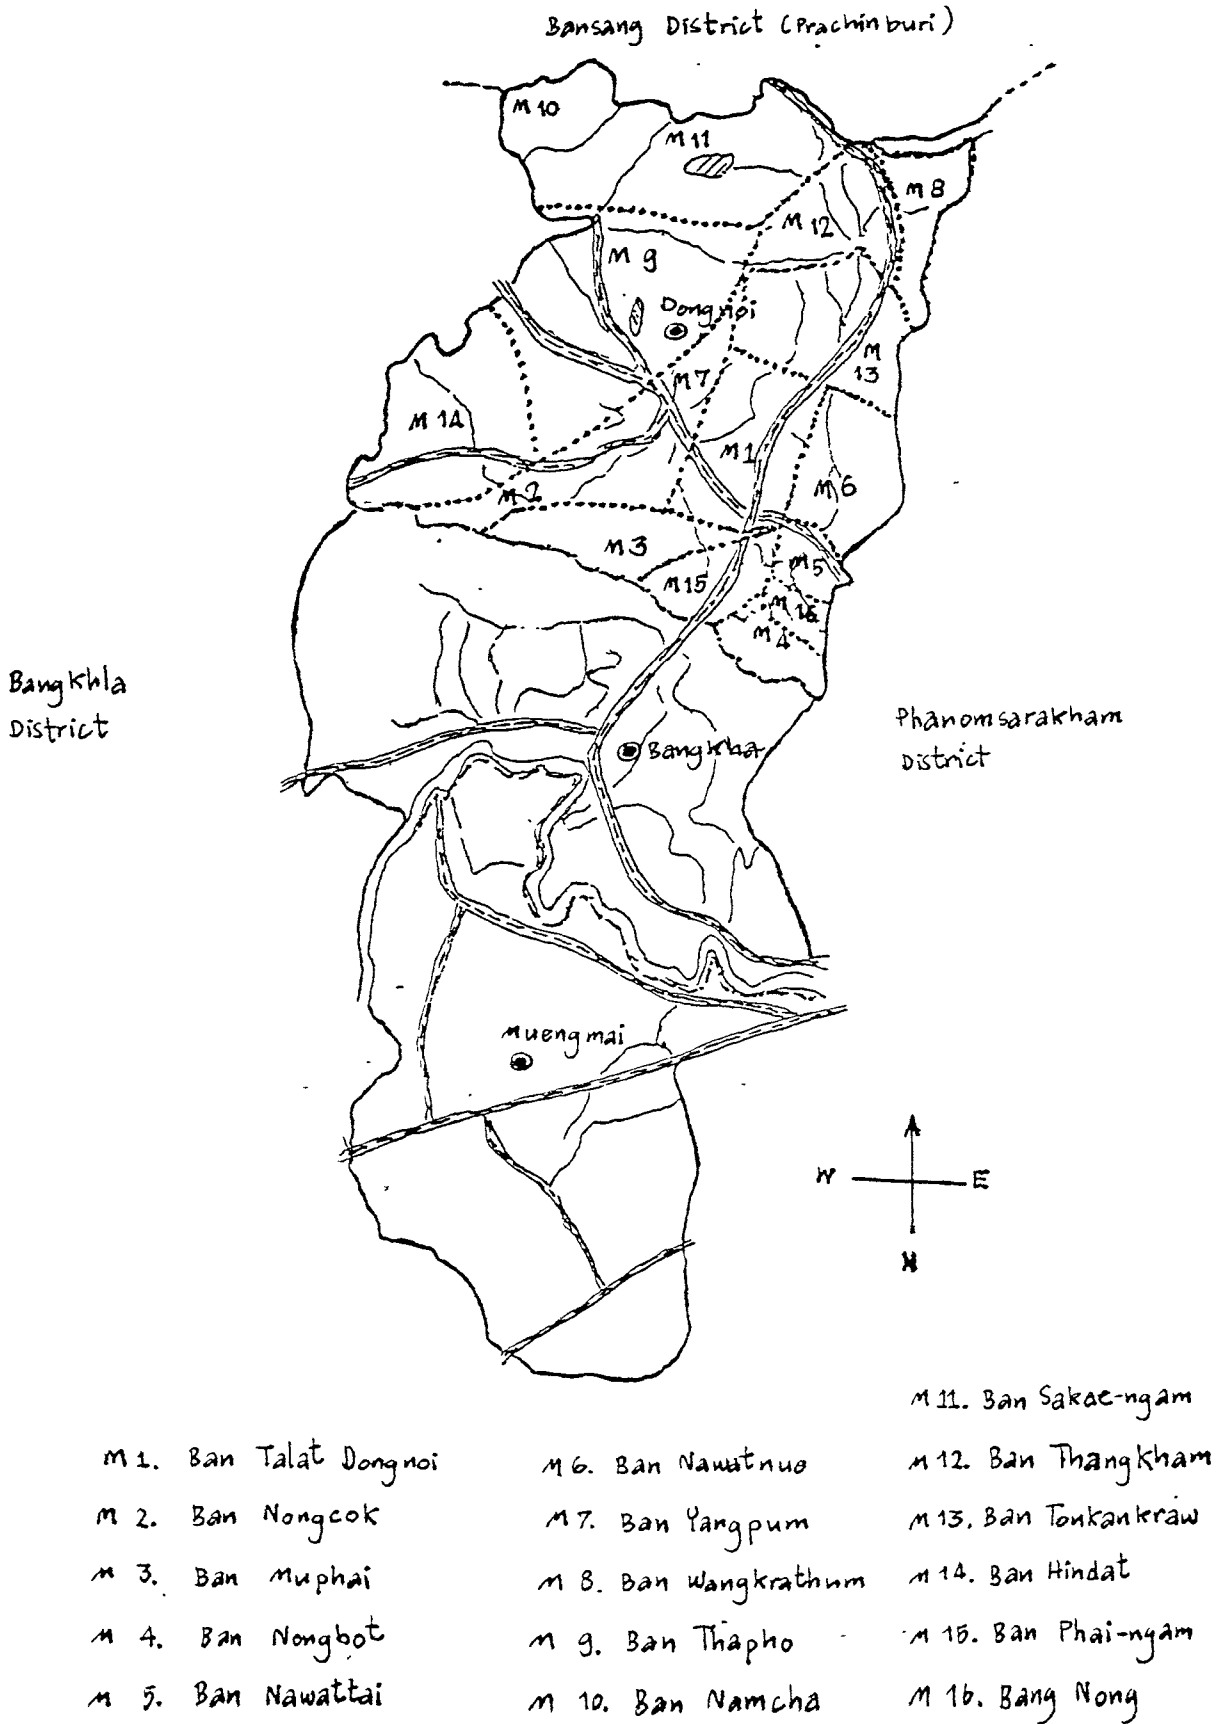 Bansang District (Prachinburi)
M 10
M 11
M 8
M 12
M 9
Dongnoi
M 13
M 7
M 14
M 1
M 2
M 6
M 3
M 5
M 15
M 16
M 4
Bangkhla
District
Phanomsarakham
District
Bangkha
Muengmai
W E
N
M 11. Ban Sakae-ngam
M 1. Ban Talat Dongnoi
M 6. Ban Nawatnuo
M 12. Ban Thangkham
M 2. Ban Nongcok
M 7. Ban Yangpum
M 13. Ban Tonkankraw
M 3. Ban Muphai
M 8. Ban Wangkrathum
M 14. Ban Hindat
M 4. Ban Nongbot
M 9. Ban Thapho
M 15. Ban Phai-ngam
M 5. Ban Nawattai
M 10. Ban Namcha
M 16. Bang Nong